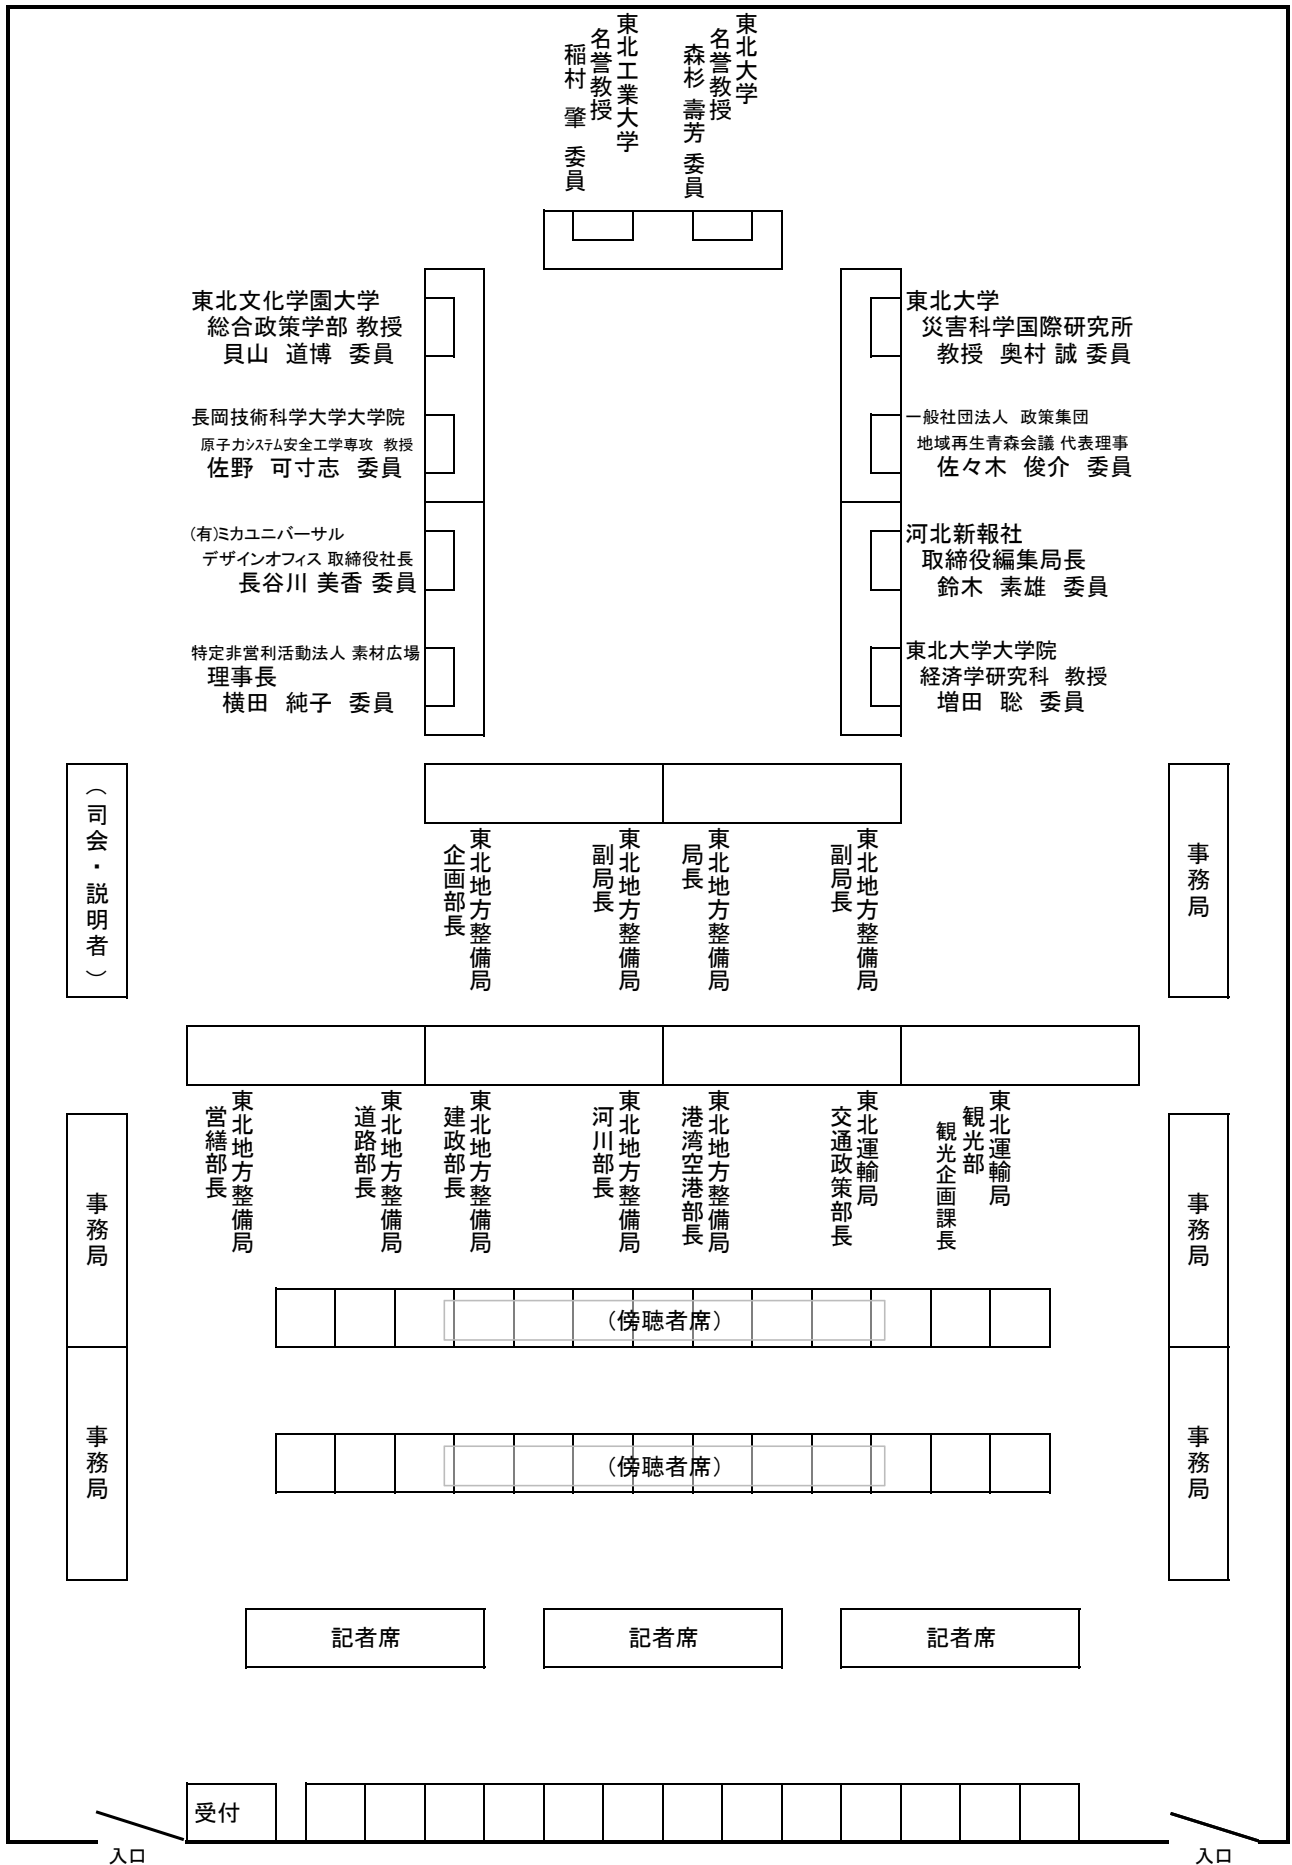 東北大学
名誉教授
森杉 壽芳 委員
東北工業大学
名誉教授
稲村 肇 委員
東北文化学園大学
総合政策学部 教授
貝山 道博 委員
東北大学
災害科学国際研究所
教授 奥村 誠 委員
長岡技術科学大学大学院
原子力システム安全工学専攻 教授
佐野 可寸志 委員
一般社団法人 政策集団
地域再生青森会議 代表理事
佐々木 俊介 委員
(有)ミカユニバーサル
デザインオフィス 取締役社長
長谷川 美香 委員
河北新報社
取締役編集局長
鈴木 素雄 委員
特定非営利活動法人 素材広場
理事長
横田 純子 委員
東北大学大学院
経済学研究科 教授
増田 聡 委員
(司会・説明者)
東北地方整備局
企画部長
東北地方整備局
副局長
東北地方整備局
局長
東北地方整備局
副局長
事務局
東北地方整備局
営繕部長
東北地方整備局
道路部長
東北地方整備局
建政部長
東北地方整備局
河川部長
東北地方整備局
港湾空港部長
東北運輸局
交通政策部長
東北運輸局
観光部
観光企画課長
事務局
事務局
(傍聴者席)
(傍聴者席)
事務局
事務局
記者席
記者席
記者席
受付
入口
入口